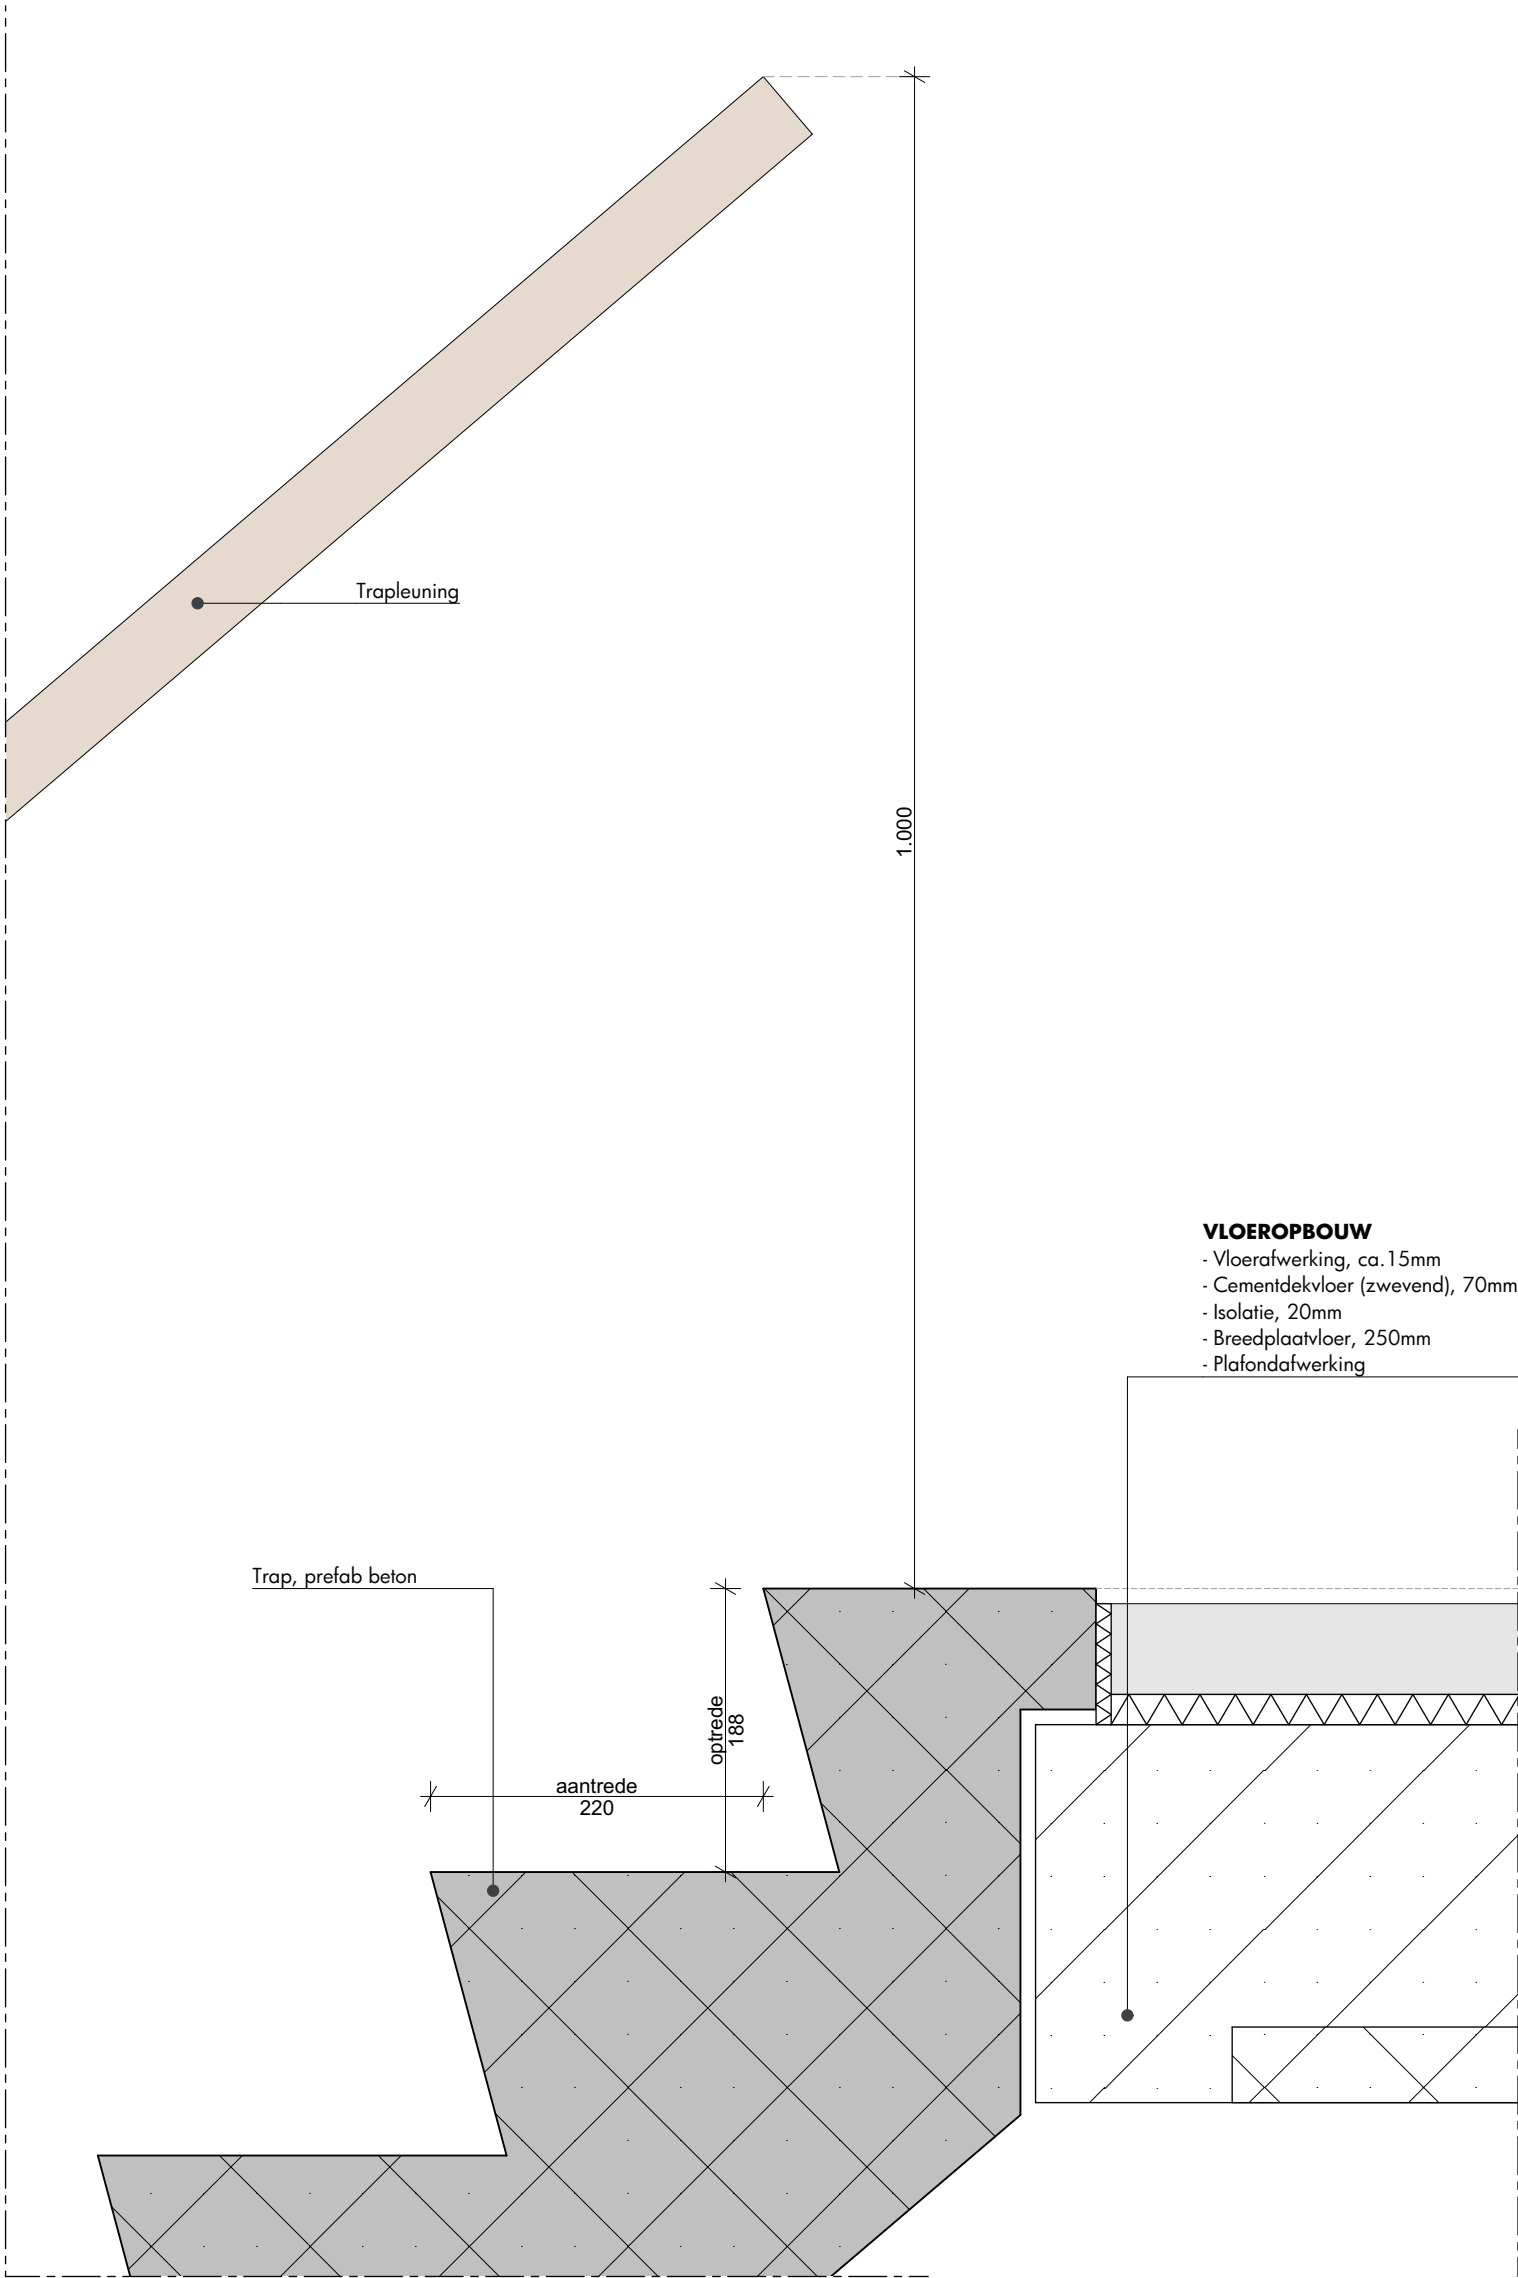 Trapleuning
1.000
VLOEROPBOUW
- Vloerafwerking, ca.15mm
- Cementdekvloer (zwevend), 70mm
- Isolatie, 20mm
- Breedplaatvloer, 250mm
- Plafondafwerking
Trap, prefab beton
optrede
188
aantrede
220